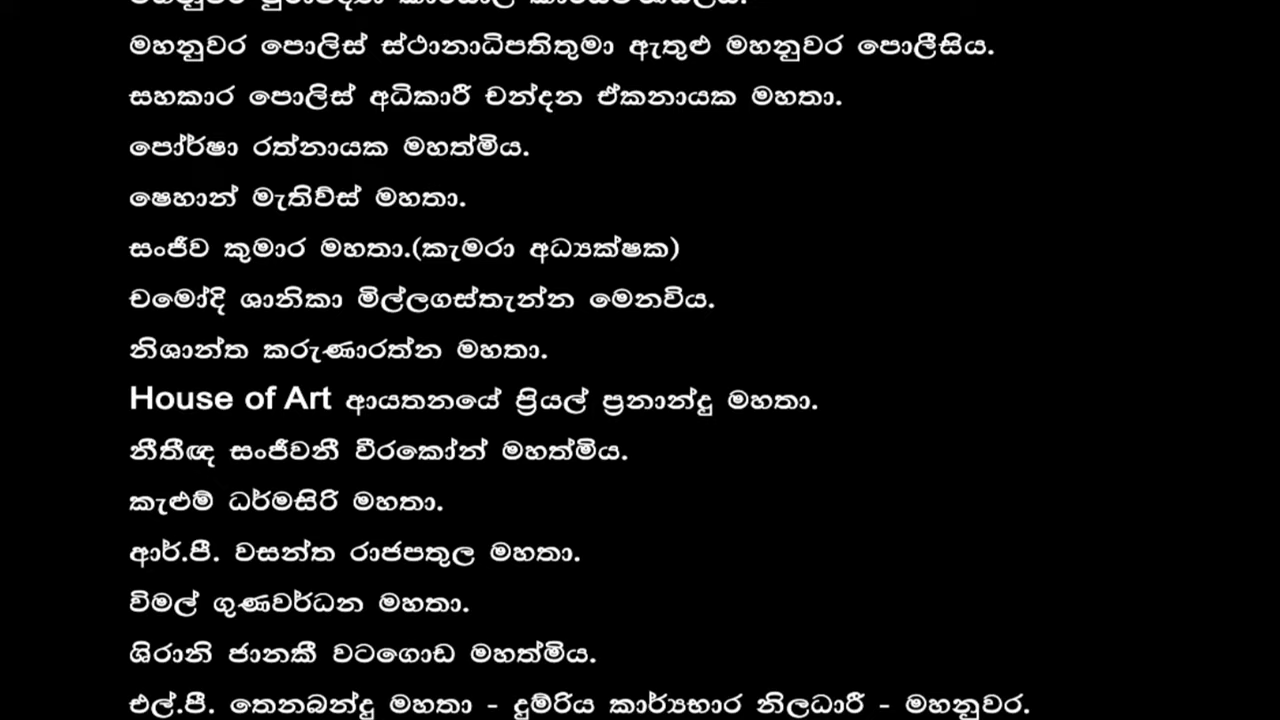 මහනුවර
මහනුවර පොලිස් ස්ථානාධිපතිතුමා ඇතුළු මහනුවර පොලීසිය.
සහකාර පොලිස් අධිකාරී චන්දන ඒකනායක මහතා.
පෝර්ෂා රත්නායක මහත්මිය.
ෂෙහාන් මැතිව්ස් මහතා.
සංජීව කුමාර මහතා.(කැමරා අධ්‍යක්ෂක)
චමෝදි ශානිකා මිල්ලගස්තැන්න මෙනවිය.
නිශාන්ත කරුණාරත්න මහතා.
House of Art ආයතනයේ ප්‍රියල් ප්‍රනාන්දු මහතා.
නීතීඥ සංජීවනී වීරකෝන් මහත්මිය.
කැළුම් ධර්මසිරි මහතා.
ආර්.පී. වසන්ත රාජපතුල මහතා.
විමල් ගුණවර්ධන මහතා.
ශිරානි ජානකී වටගොඩ මහත්මිය.
එල්.පී. තෙනබන්දු මහතා - දුම්රිය කාර්යභාර නිලධාරී - මහනුවර.